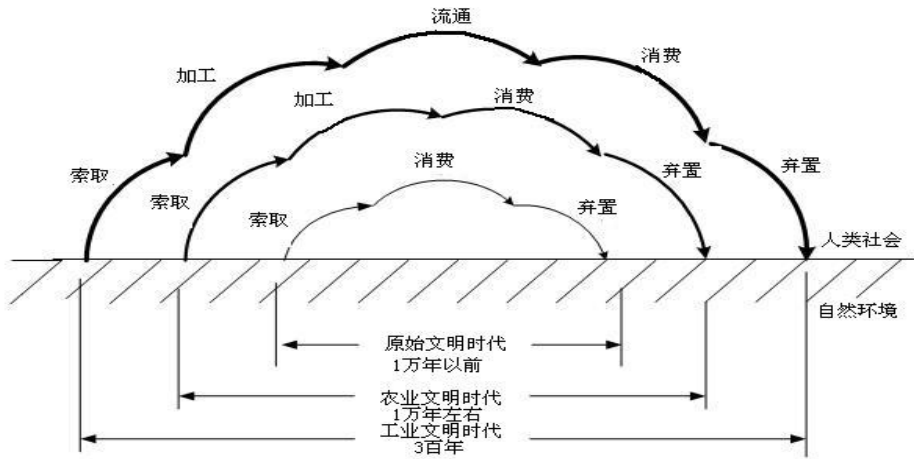 流通
加工
消费
加工
消费
索取
消费
弃置
索取
弃置
索取
弃置
人类社会
自然环境
原始文明时代
1万年以前
农业文明时代
1万年左右
工业文明时代
3百年